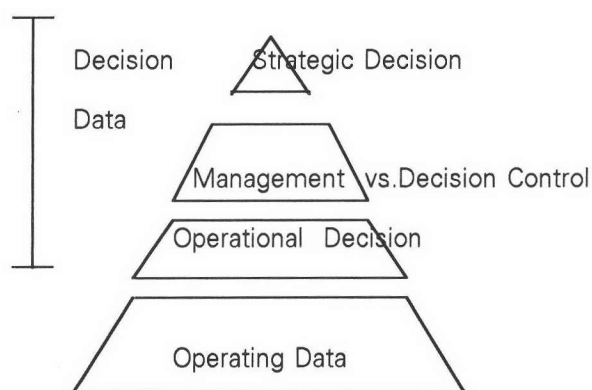 Decision Strategic Decision
Data
Management vs.Decision Control
Operational Decision
Operating Data